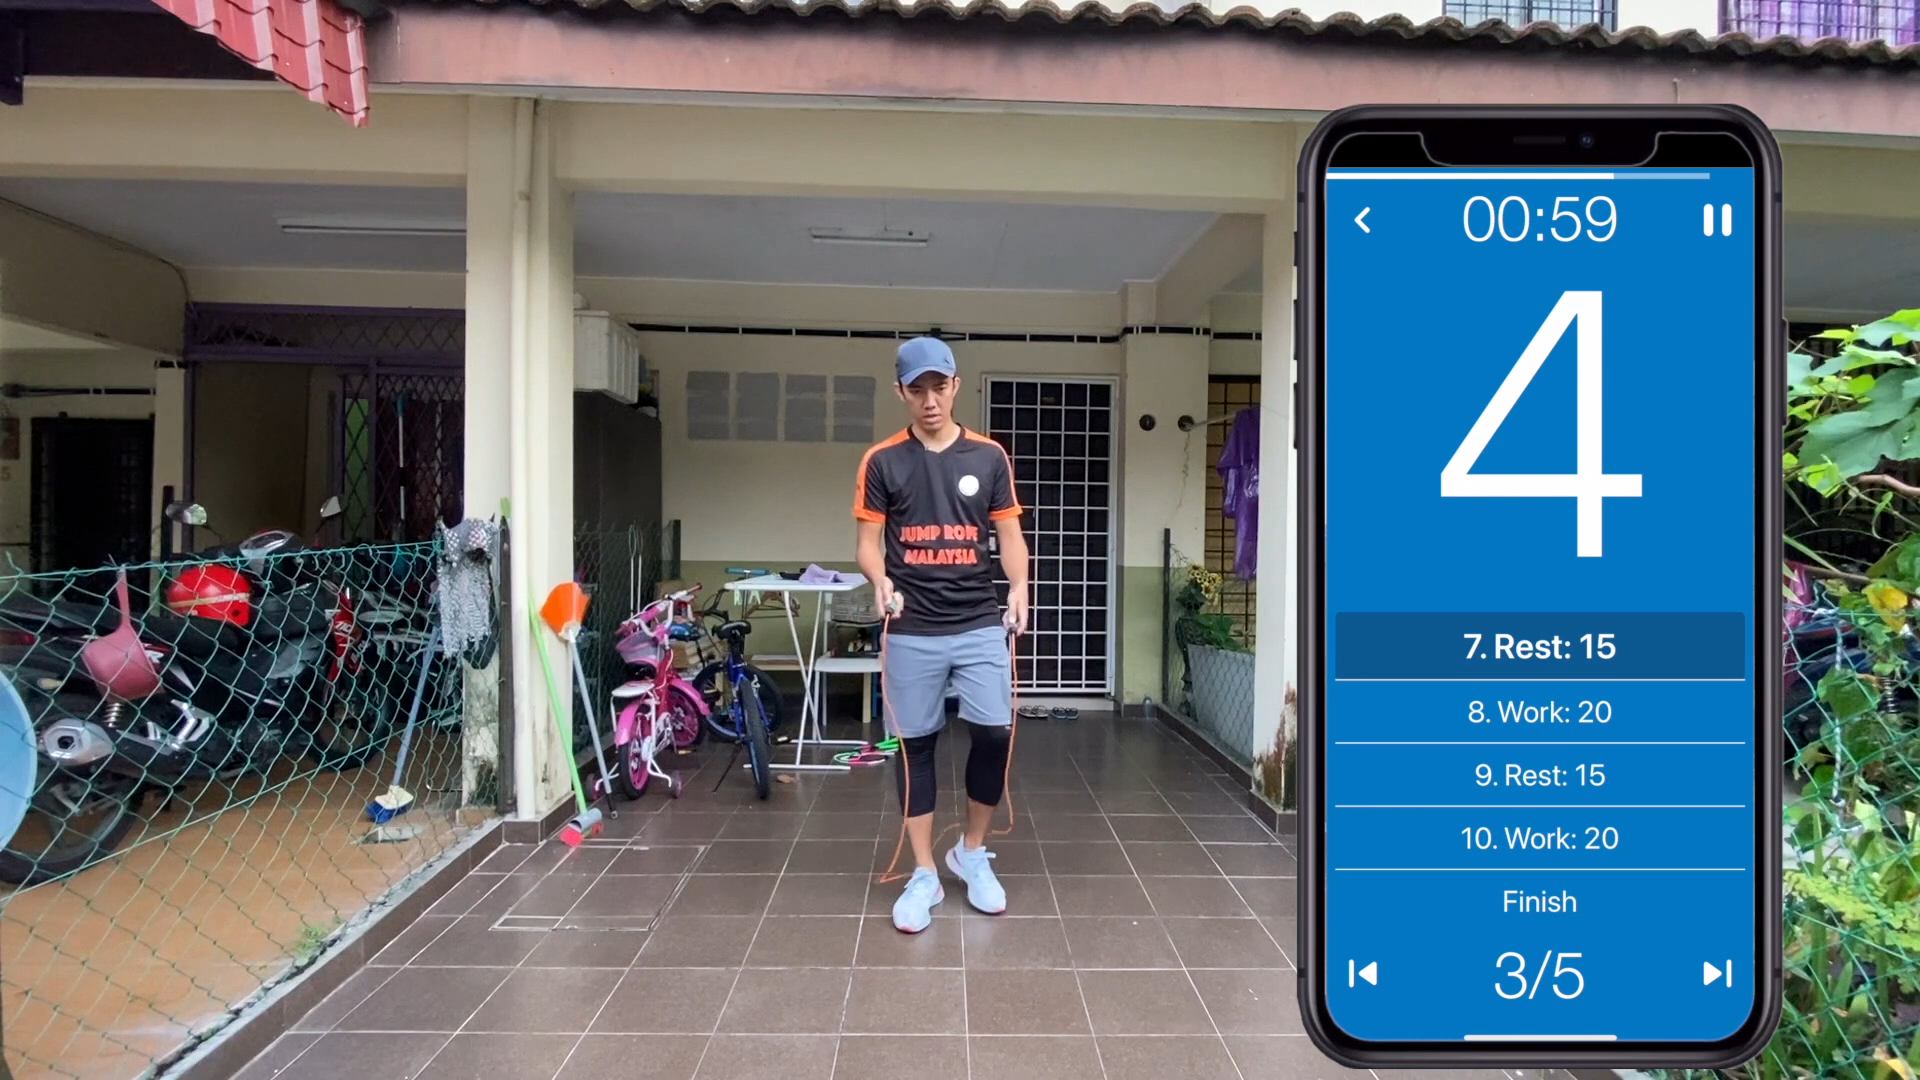 JUMP ROPE
MALAYSIA
00:59
4
7. Rest: 15
8. Work: 20
9. Rest: 15
10. Work: 20
Finish
3/5